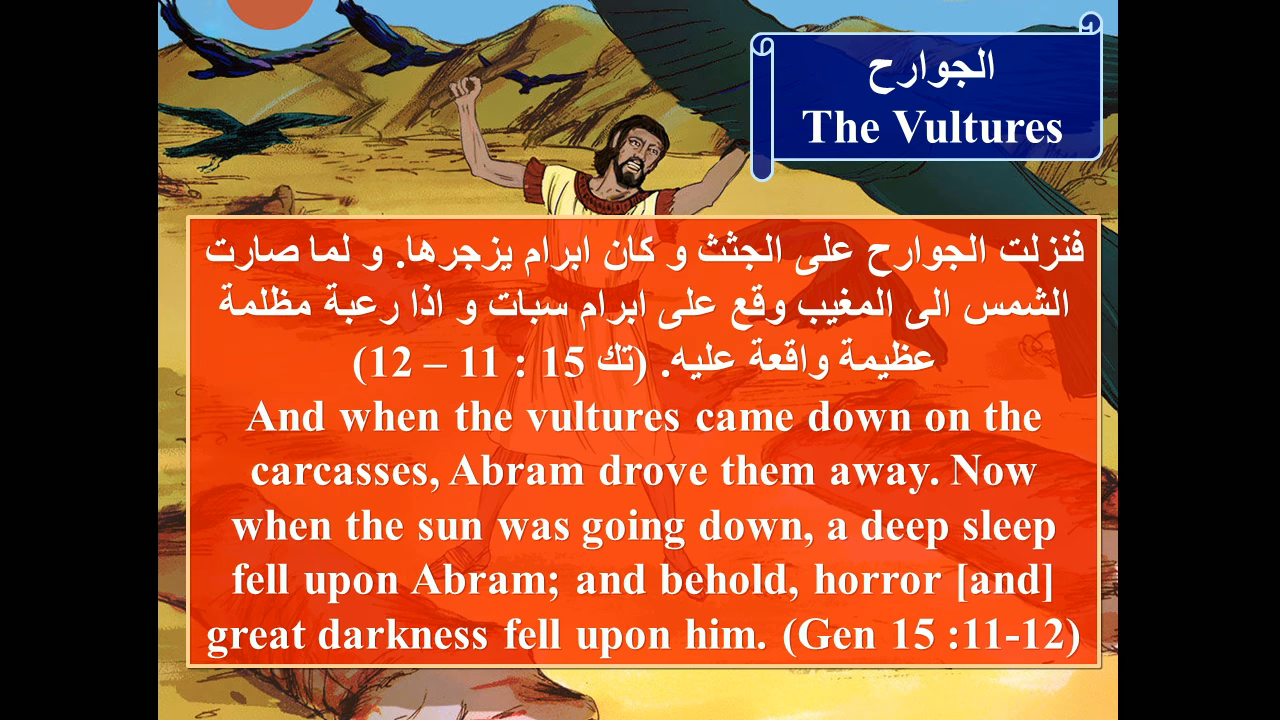 الجوارح
The Vultures
فنزلت الجوارح على الجثث و كان ابرام يزجرها. و لما صارت
الشمس الى المغيب وقع على ابرام سبات و اذا رعبة مظلمة
عظيمة واقعة عليه. (تك 15 : 11 – 12)
And when the vultures came down on the
carcasses, Abram drove them away. Now
when the sun was going down, a deep sleep
fell upon Abram; and behold, horror [and]
great darkness fell upon him. (Gen 15 :11-12)